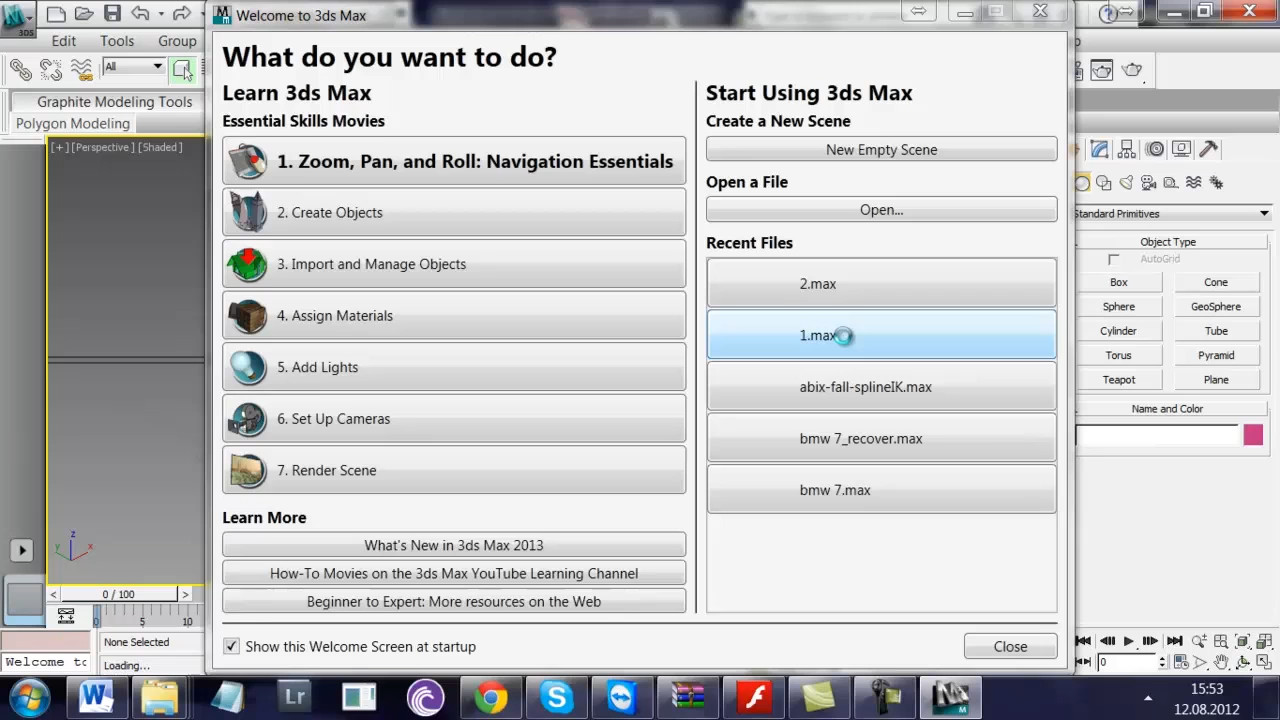 Welcome to 3ds Max
3DS
Edit Tools Group
All
Graphite Modeling Tools
Polygon Modeling
[+] [Perspective] [Shaded]
z
y x
0 / 100
0 5 10
None Selected
Welcome to
Loading...
What do you want to do?
Learn 3ds Max
Essential Skills Movies
1. Zoom, Pan, and Roll: Navigation Essentials
2. Create Objects
3. Import and Manage Objects
4. Assign Materials
5. Add Lights
6. Set Up Cameras
7. Render Scene
Learn More
What's New in 3ds Max 2013
How-To Movies on the 3ds Max YouTube Learning Channel
Beginner to Expert: More resources on the Web
Show this Welcome Screen at startup
Start Using 3ds Max
Create a New Scene
New Empty Scene
Open a File
Open...
Recent Files
2.max
1.max
abix-fall-splineIK.max
bmw 7_recover.max
bmw 7.max
Close
Standard Primitives
Object Type
AutoGrid
Box Cone
Sphere GeoSphere
Cylinder Tube
Torus Pyramid
Teapot Plane
Name and Color
0
W
Lr
S
M
15:53
12.08.2012